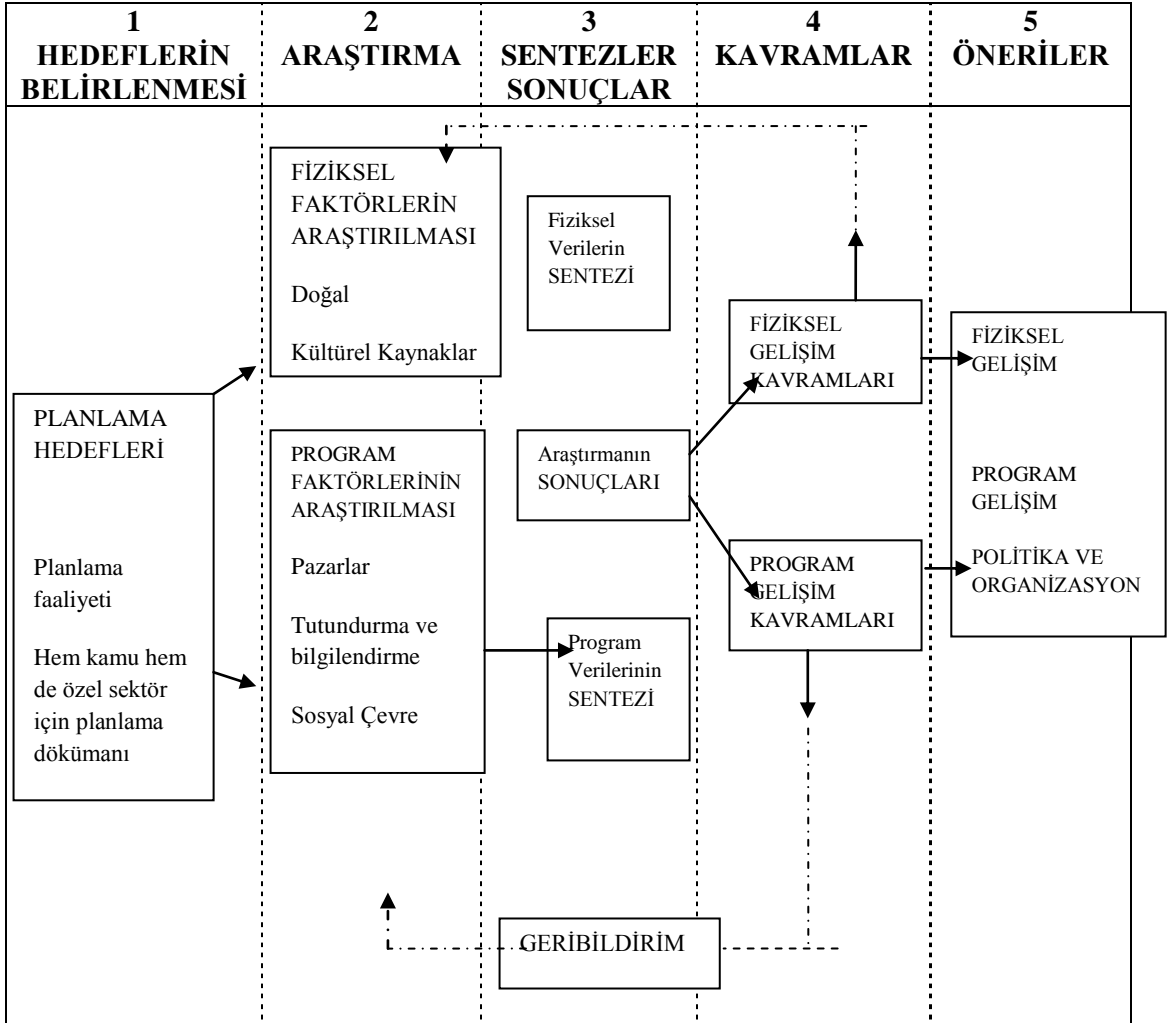 1
HEDEFLERİN
BELİRLENMESİ
2
ARAŞTIRMA
3
SENTEZLER
SONUÇLAR
4
KAVRAMLAR
5
ÖNERİLER
PLANLAMA
HEDEFLERİ
Planlama
faaliyeti
Hem kamu hem
de özel sektör
için planlama
dökümanı
FİZİKSEL
FAKTÖRLERİN
ARAŞTIRILMASI
Doğal
Kültürel Kaynaklar
PROGRAM
FAKTÖRLERİNİN
ARAŞTIRILMASI
Pazarlar
Tutundurma ve
bilgilendirme
Sosyal Çevre
Fiziksel
Verilerin
SENTEZİ
Araştırmanın
SONUÇLARI
Program
Verilerinin
SENTEZİ
FİZİKSEL
GELİŞİM
KAVRAMLARI
PROGRAM
GELİŞİM
KAVRAMLARI
FİZİKSEL
GELİŞİM
PROGRAM
GELİŞİM
POLİTİKA VE
ORGANİZASYON
GERİBİLDİRİM